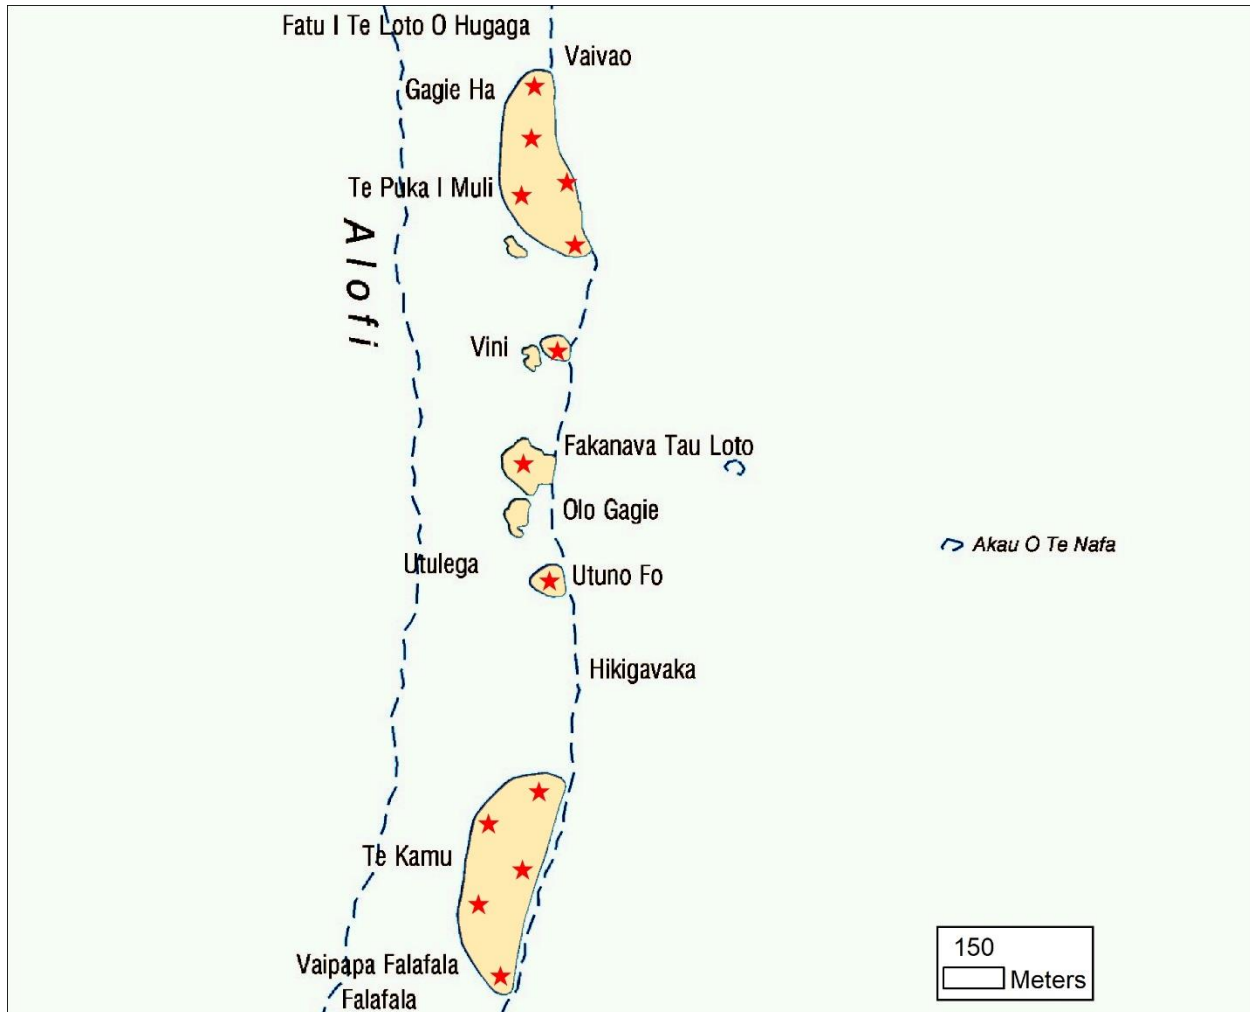 Fatu I Te Loto O Hugaga
Vaivao
Gagie Ha
Te Puka I Muli
Alofi
Vini
Fakanava Tau Loto
Olo Gagie
Akau O Te Nafa
Utulega
Utuno Fo
Hikigavaka
Te Kamu
Vaipapa Falafala
Falafala
150
Meters